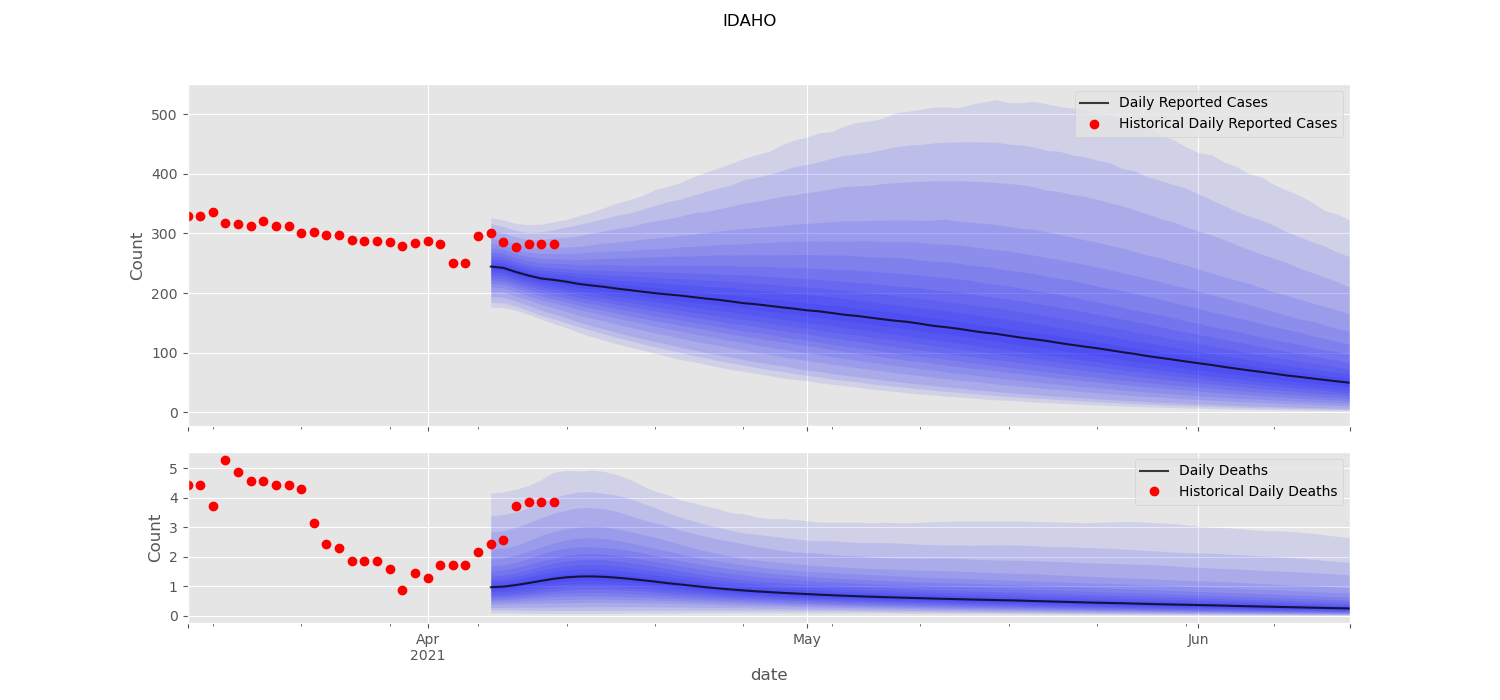 IDAHO
500
400
300
200
100
0
Count
Daily Reported Cases
Historical Daily Reported Cases
5
4
3
2
1
0
Count
Daily Deaths
Historical Daily Deaths
Apr
2021
May
Jun
date